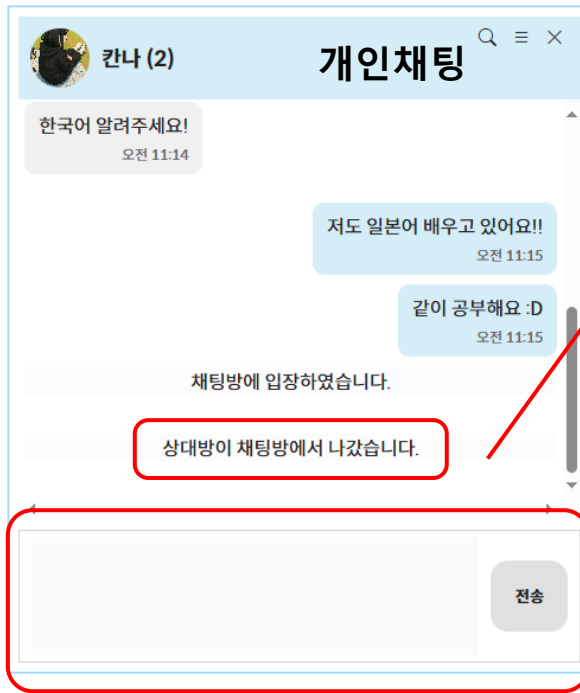 칸나 (2)
개인채팅
한국어 알려주세요!
오전 11:14
저도 일본어 배우고 있어요!!
오전 11:15
같이 공부해요 :D
오전 11:15
채팅방에 입장하였습니다.
상대방이 채팅방에서 나갔습니다.
전송